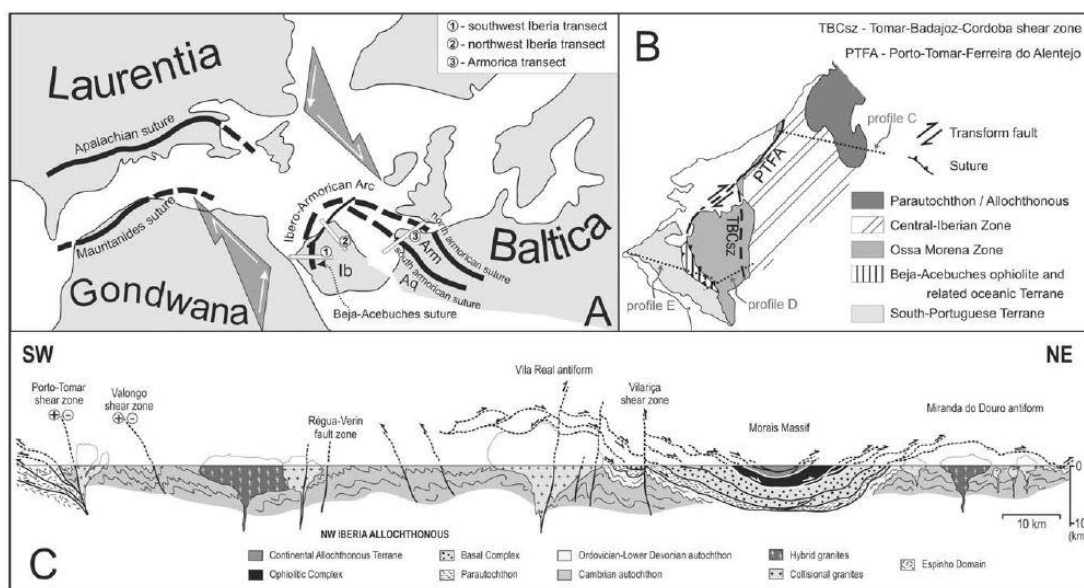 ① - southwest Iberia transect
② - northwest Iberia transect
③ - Armorica transect
Laurentia
Apalachian suture
Mauritanides suture
Gondwana
Ibero-Armorican Arc
①
②
③
Ib
Arm
Aq
north armorican suture
south armorican suture
Baltica
Beja-Acebuches suture
A
TBCsz - Tomar-Badajoz-Cordoba shear zone
PTFA - Porto-Tomar-Ferreira do Alentejo
B
PTFA
TBCsz
profile C
profile E
profile D
Transform fault
Suture
Parautochthon / Allochthonous
Central-Iberian Zone
Ossa Morena Zone
Beja-Acebuches ophiolite and
related oceanic Terrane
South-Portuguese Terrane
SW
NE
Porto-Tomar
shear zone
Valongo
shear zone
Régua-Verin
fault zone
Vila Real antiform
Vilariça
shear zone
Morais Massif
Miranda do Douro antiform
0
-10
(km)
10 km
C
NW IBERIA ALLOCHTHONOUS
Continental Allochthonous Terrane
Ophiolitic Complex
Basal Complex
Parautochthon
Ordovician-Lower Devonian autochthon
Cambrian autochthon
Hybrid granites
Collisional granites
Espinho Domain